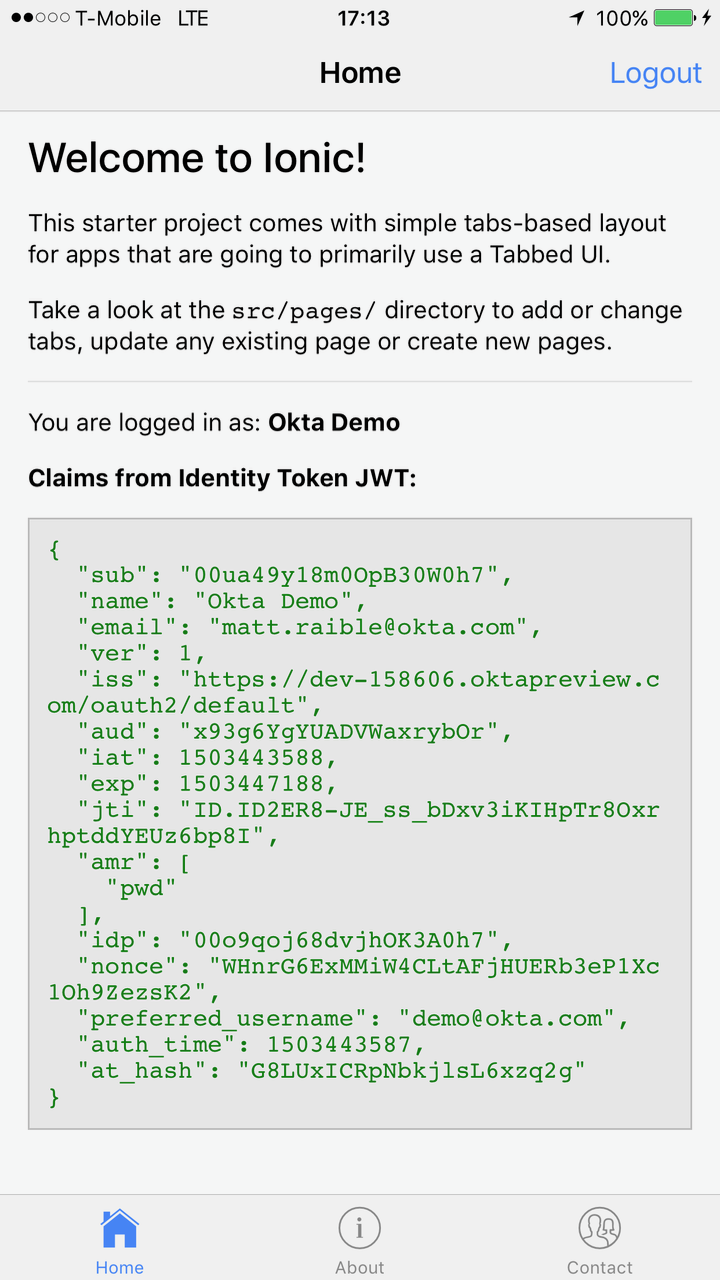 T-Mobile LTE 17:13 100%
Home Logout
Welcome to Ionic!
This starter project comes with simple tabs-based layout
for apps that are going to primarily use a Tabbed UI.
Take a look at the src/pages/ directory to add or change
tabs, update any existing page or create new pages.
You are logged in as: Okta Demo
Claims from Identity Token JWT:
{
"sub": "00ua49y18m0OpB30W0h7",
"name": "Okta Demo",
"email": "matt.raible@okta.com",
"ver": 1,
"iss": "https://dev-158606.oktapreview.c
om/oauth2/default",
"aud": "x93g6YgYUADVWaxrybOr",
"iat": 1503443588,
"exp": 1503447188,
"jti": "ID.ID2ER8-JE_ss_bDxv3iKIHpTr8Oxr
hptddYEUz6bp8I",
"amr": [
"pwd"
],
"idp": "00o9qoj68dvjhOK3A0h7",
"nonce": "WHnrG6ExMMiW4CLtAFjHUERb3eP1Xc
1Oh9ZezsK2",
"preferred_username": "demo@okta.com",
"auth_time": 1503443587,
"at_hash": "G8LUxICRpNbkjlsL6xzq2g"
}
Home About Contact